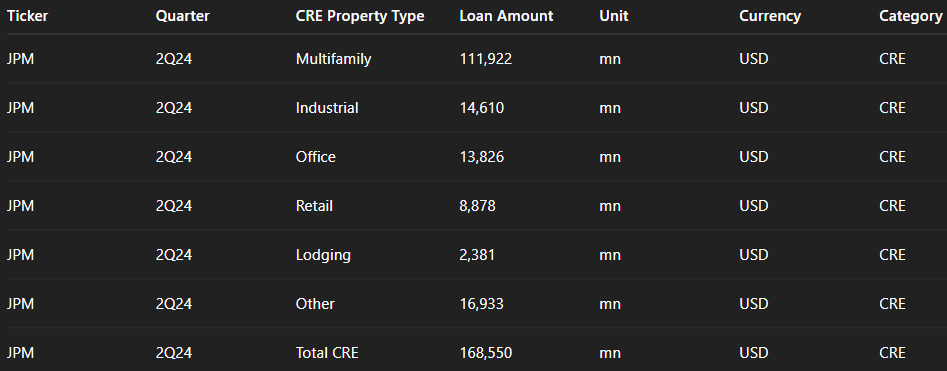 Ticker Quarter CRE Property Type Loan Amount Unit Currency Category
JPM 2Q24 Multifamily 111,922 mn USD CRE
JPM 2Q24 Industrial 14,610 mn USD CRE
JPM 2Q24 Office 13,826 mn USD CRE
JPM 2Q24 Retail 8,878 mn USD CRE
JPM 2Q24 Lodging 2,381 mn USD CRE
JPM 2Q24 Other 16,933 mn USD CRE
JPM 2Q24 Total CRE 168,550 mn USD CRE